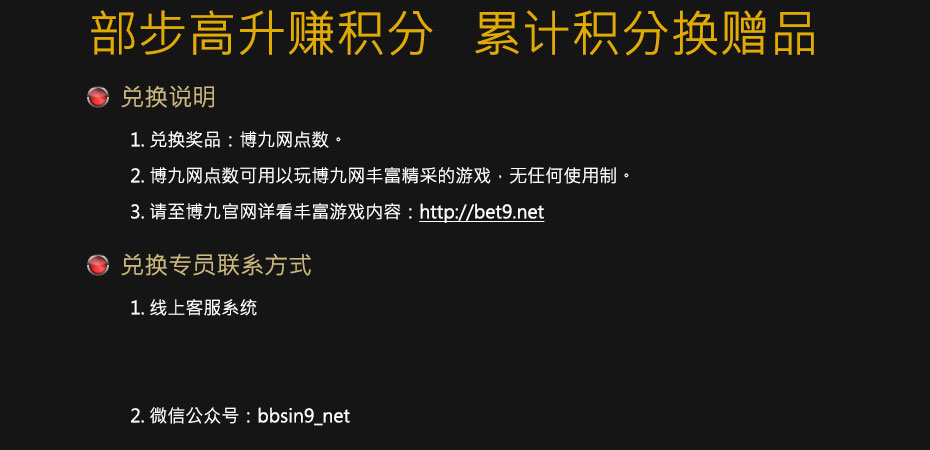 部步高升赚积分 累计积分换赠品
兑换说明
1. 兑换奖品：博九网点数。
2. 博九网点数可用以玩博九网丰富精采的游戏，无任何使用制。
3. 请至博九官网详看丰富游戏内容：http://bet9.net
兑换专员联系方式
1. 线上客服系统
2. 微信公众号：bbsin9_net